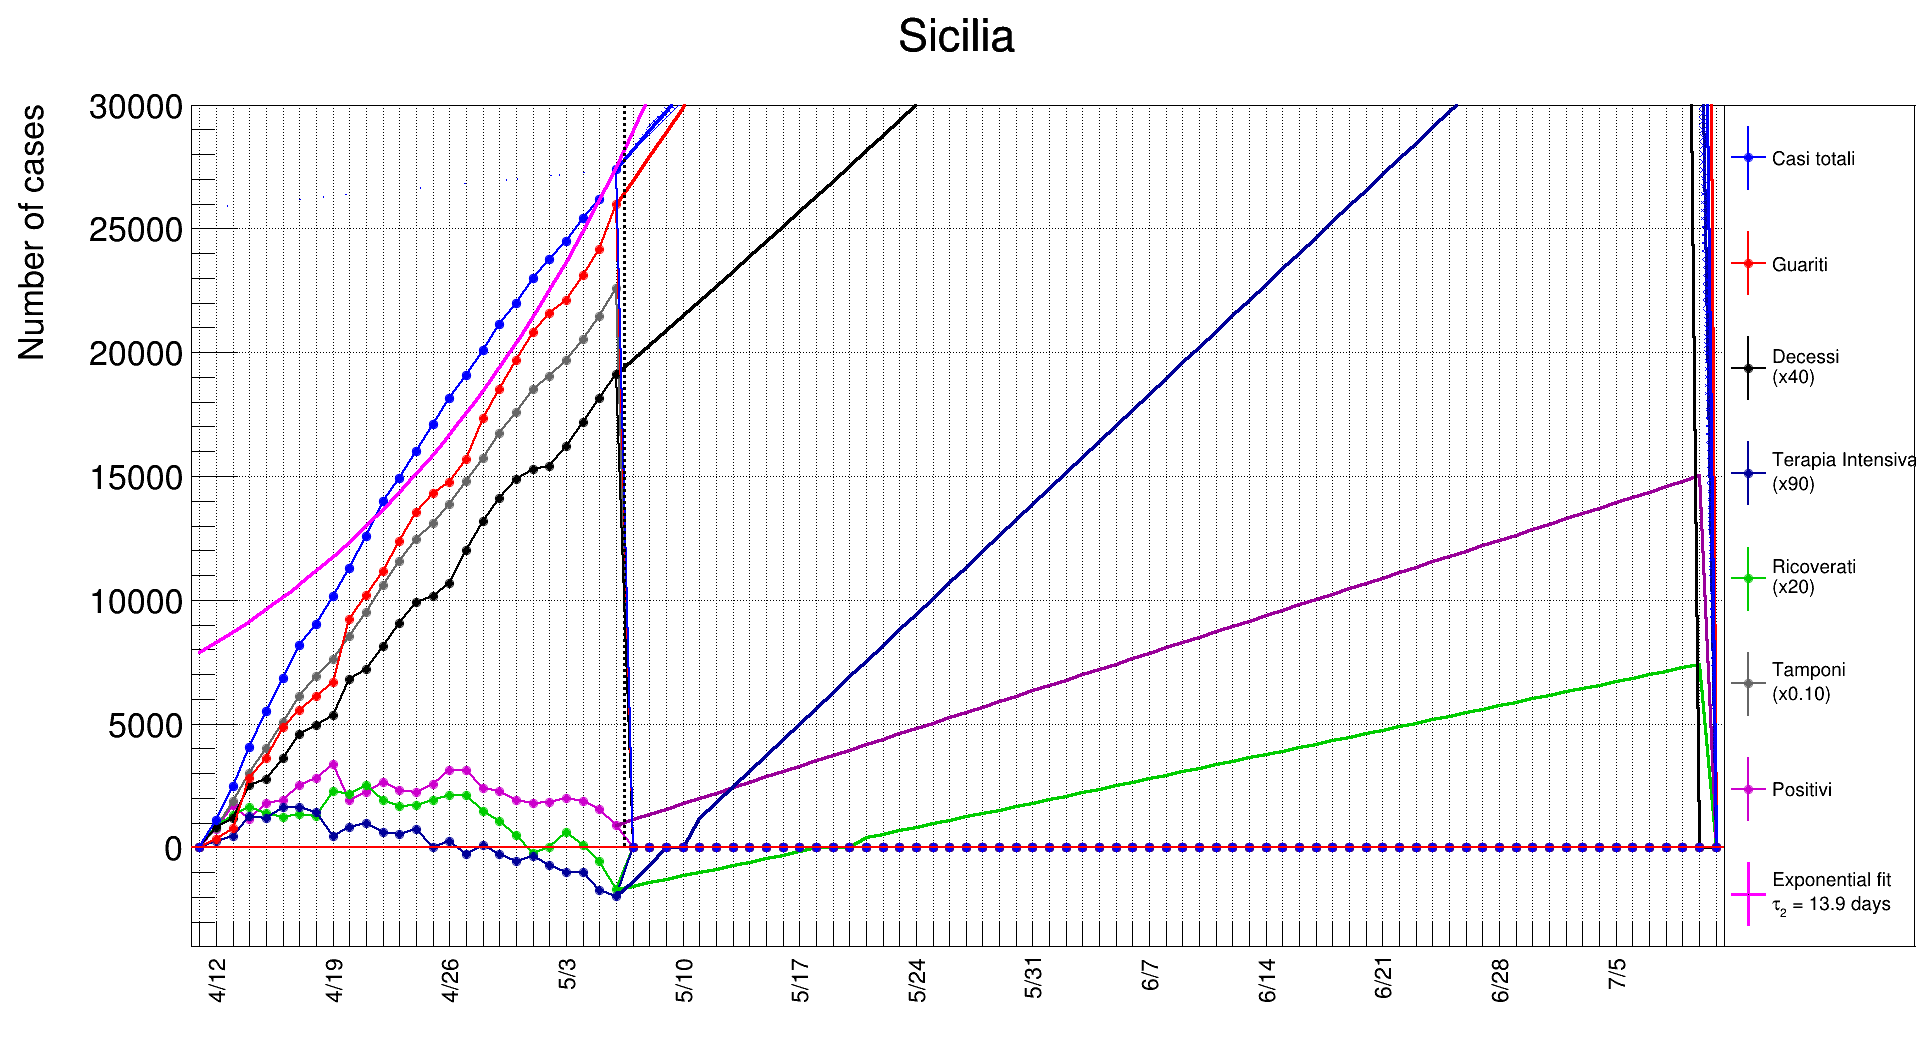 Sicilia
Number of cases
30000
25000
20000
15000
10000
5000
0
4/12
4/19
4/26
5/3
5/10
5/17
5/24
5/31
6/7
6/14
6/21
6/28
7/5
Casi totali
Guariti
Decessi
(x40)
Terapia Intensiva
(x90)
Ricoverati
(x20)
Tamponi
(x0.10)
Positivi
Exponential fit
τ2 = 13.9 days